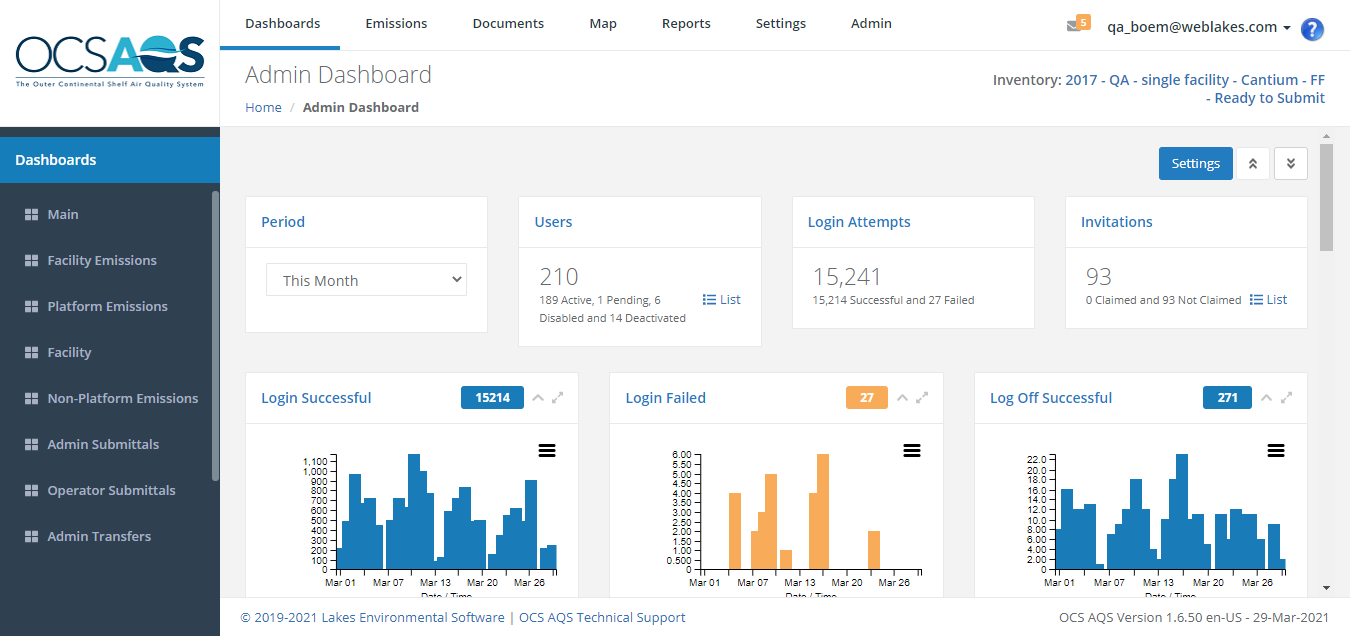 OCSAQS
The Outer Continental Shelf Air Quality System
Dashboards Emissions Documents Map Reports Settings Admin
5 qa_boem@weblakes.com ?
Admin Dashboard
Home / Admin Dashboard
Inventory: 2017 - QA - single facility - Cantium - FF
- Ready to Submit
Dashboards
Main
Facility Emissions
Platform Emissions
Facility
Non-Platform Emissions
Admin Submittals
Operator Submittals
Admin Transfers
Settings
Period
This Month
Users
210
189 Active, 1 Pending, 6
Disabled and 14 Deactivated
List
Login Attempts
15,241
15,214 Successful and 27 Failed
Invitations
93
0 Claimed and 93 Not Claimed
List
Login Successful 15214
1,100
1,000
900
800
700
600
500
400
300
200
100
0
Mar 01 Mar 07 Mar 13 Mar 20 Mar 26
Date / Time
Login Failed 27
6.00
5.50
5.00
4.50
4.00
3.50
3.00
2.50
2.00
1.50
1.00
0.500
0
Mar 01 Mar 07 Mar 13 Mar 20 Mar 26
Date / Time
Log Off Successful 271
22.0
20.0
18.0
16.0
14.0
12.0
10.0
8.00
6.00
4.00
2.00
0
Mar 01 Mar 07 Mar 13 Mar 20 Mar 26
Date / Time
© 2019-2021 Lakes Environmental Software | OCS AQS Technical Support
OCS AQS Version 1.6.50 en-US - 29-Mar-2021